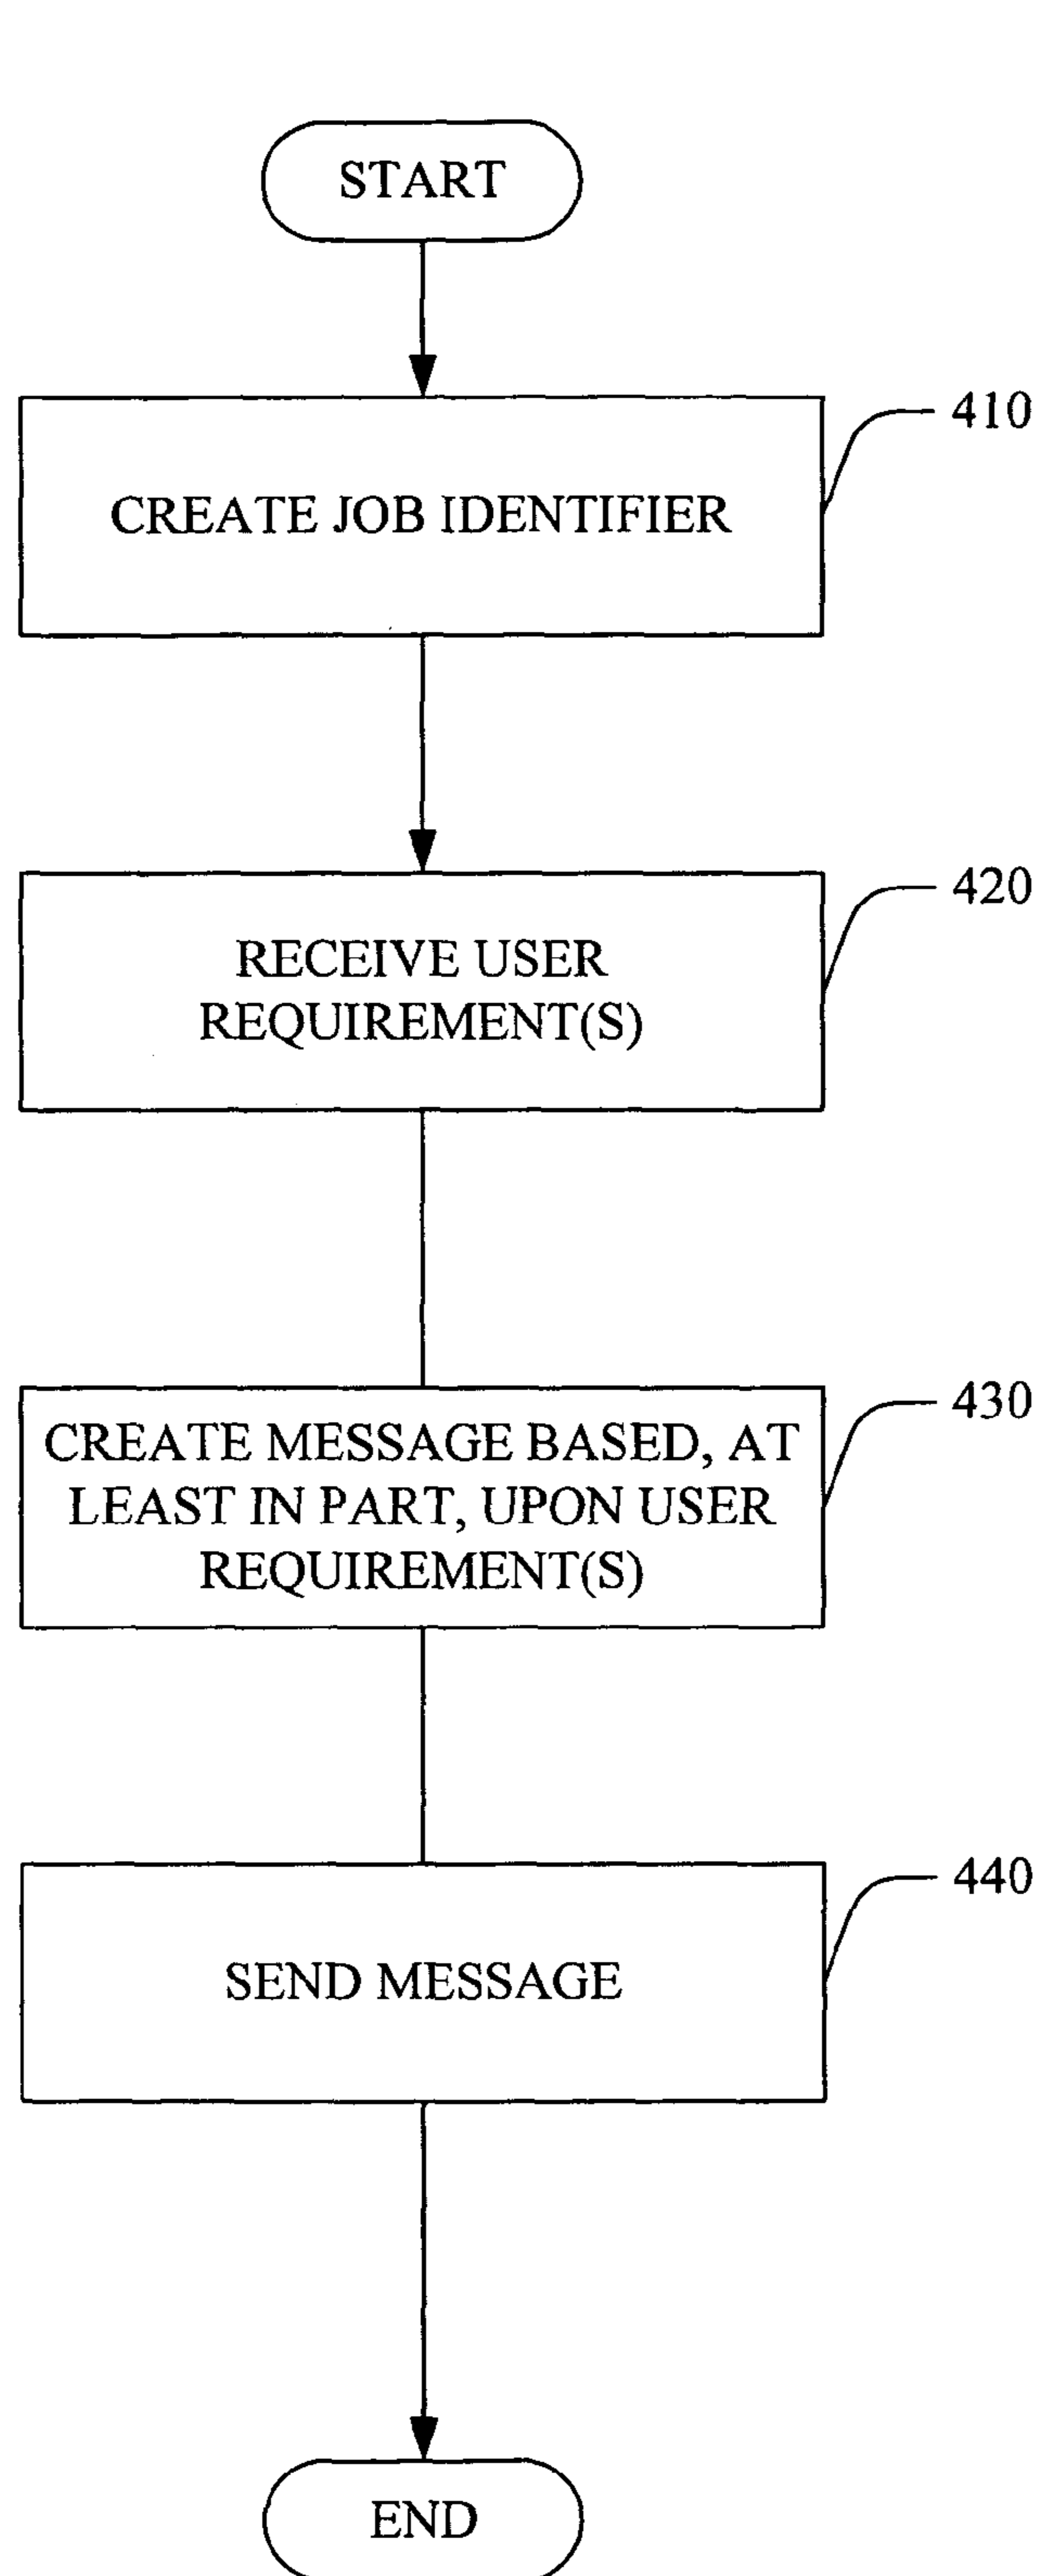 START
CREATE JOB IDENTIFIER
410
RECEIVE USER
REQUIREMENT(S)
420
CREATE MESSAGE BASED, AT
LEAST IN PART, UPON USER
REQUIREMENT(S)
430
SEND MESSAGE
440
END